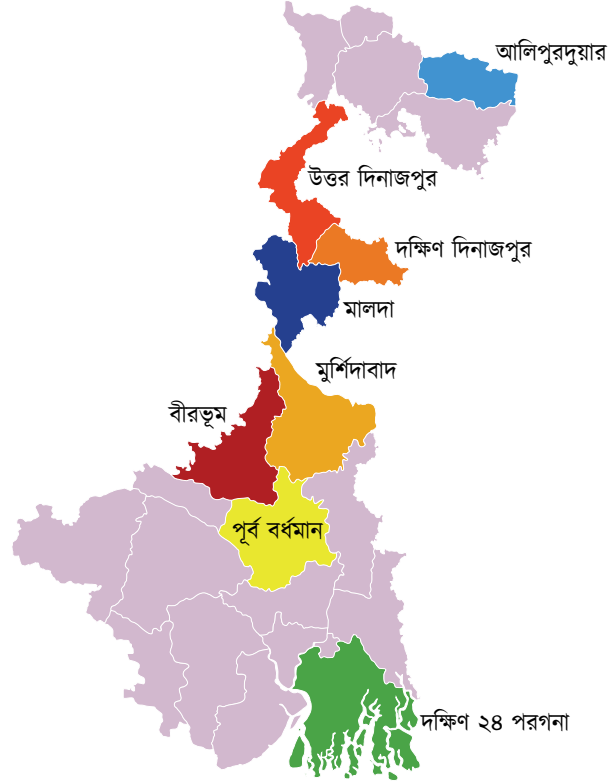 আলিপুরদুয়ার
উত্তর দিনাজপুর
দক্ষিণ দিনাজপুর
মালদা
মুর্শিদাবাদ
বীরভূম
পূর্ব বর্ধমান
দক্ষিণ ২৪ পরগনা